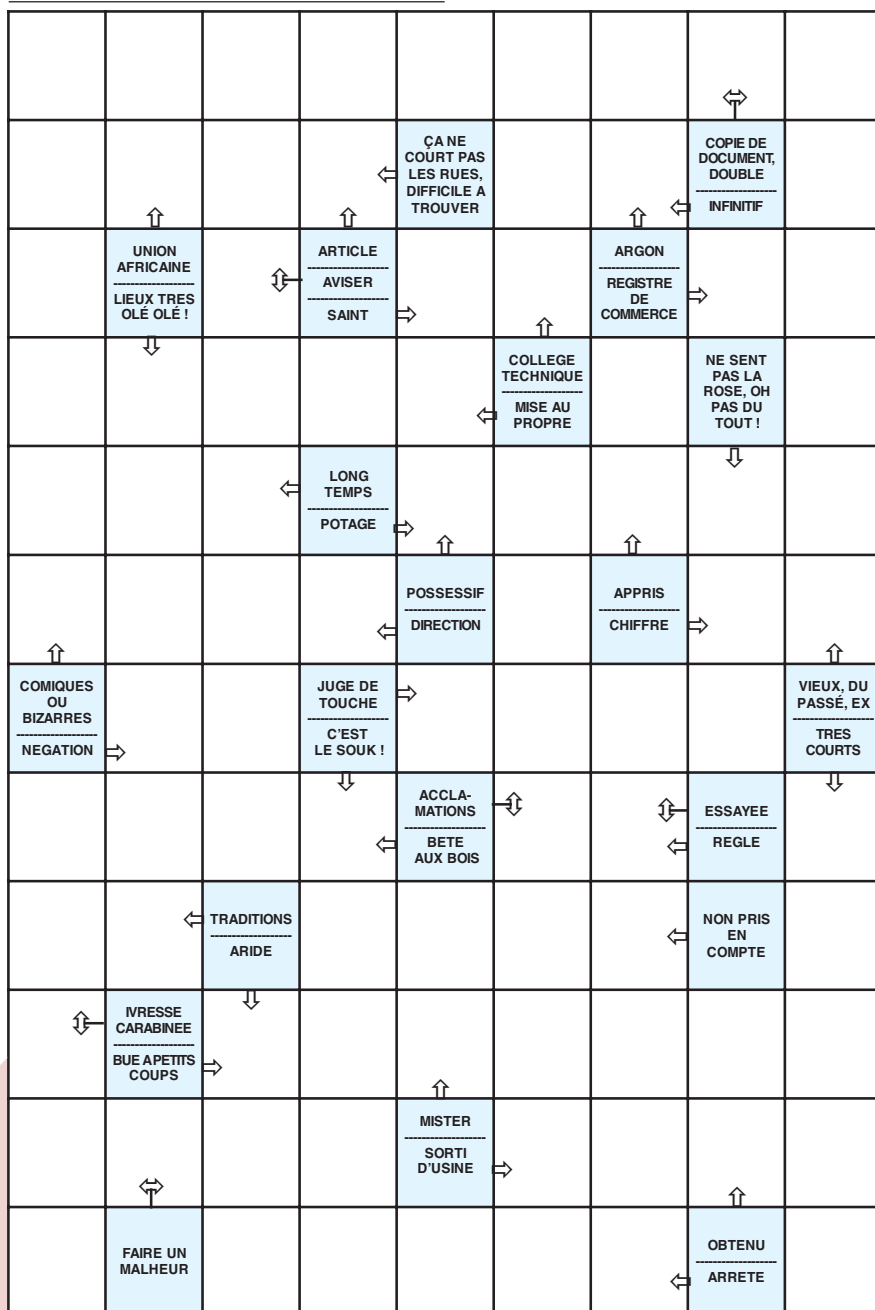 ÇA NE
COURT PAS
LES RUES,
DIFFICILE A
TROUVER
COPIE DE
DOCUMENT,
DOUBLE
INFINITIF
UNION
AFRICAINE
LIEUX TRES
OLÉ OLÉ !
ARTICLE
AVISER
SAINT
ARGON
REGISTRE
DE
COMMERCE
COLLEGE
TECHNIQUE
MISE AU
PROPRE
NE SENT
PAS LA
ROSE, OH
PAS DU
TOUT !
LONG
TEMPS
POTAGE
POSSESSIF
DIRECTION
APPRIS
CHIFFRE
COMIQUES
OU
BIZARRES
NEGATION
JUGE DE
TOUCHE
C'EST
LE SOUK !
VIEUX, DU
PASSÉ, EX
TRES
COURTS
ACCLA-
MATIONS
BETE
AUX BOIS
ESSAYEE
REGLE
TRADITIONS
ARIDE
NON PRIS
EN
COMPTE
IVRESSE
CARABINEE
BUE APETITS
COUPS
MISTER
SORTI
D'USINE
FAIRE UN
MALHEUR
OBTENU
ARRETE